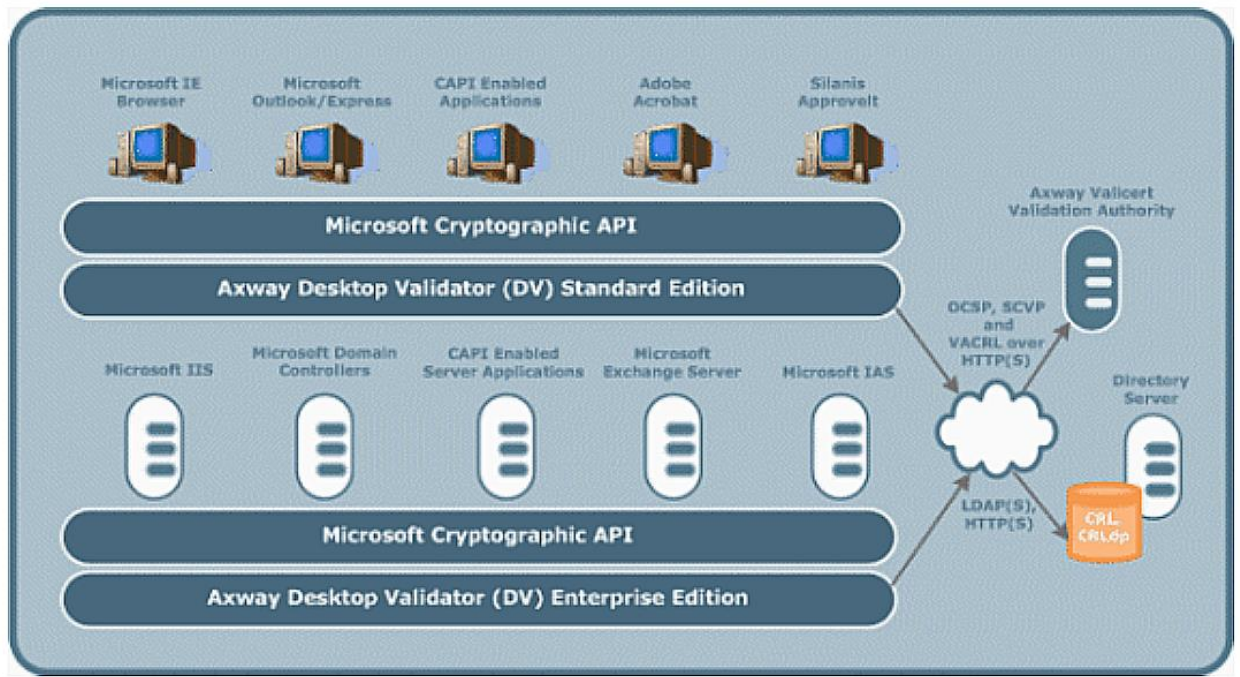 Microsoft IE
Browser
Microsoft
Outlook/Express
CAPI Enabled
Applications
Adobe
Acrobat
Silanis
Approvelt
Microsoft Cryptographic API
Axway Desktop Validator (DV) Standard Edition
Axway Valicert
Validation Authority
OCSP, SCVP
and
VACRL over
HTTP(S)
Microsoft IIS
Microsoft Domain
Controllers
CAPI Enabled
Server Applications
Microsoft
Exchange Server
Microsoft IAS
Directory
Server
LDAP(S),
HTTP(S)
CRL
CRLdp
Microsoft Cryptographic API
Axway Desktop Validator (DV) Enterprise Edition